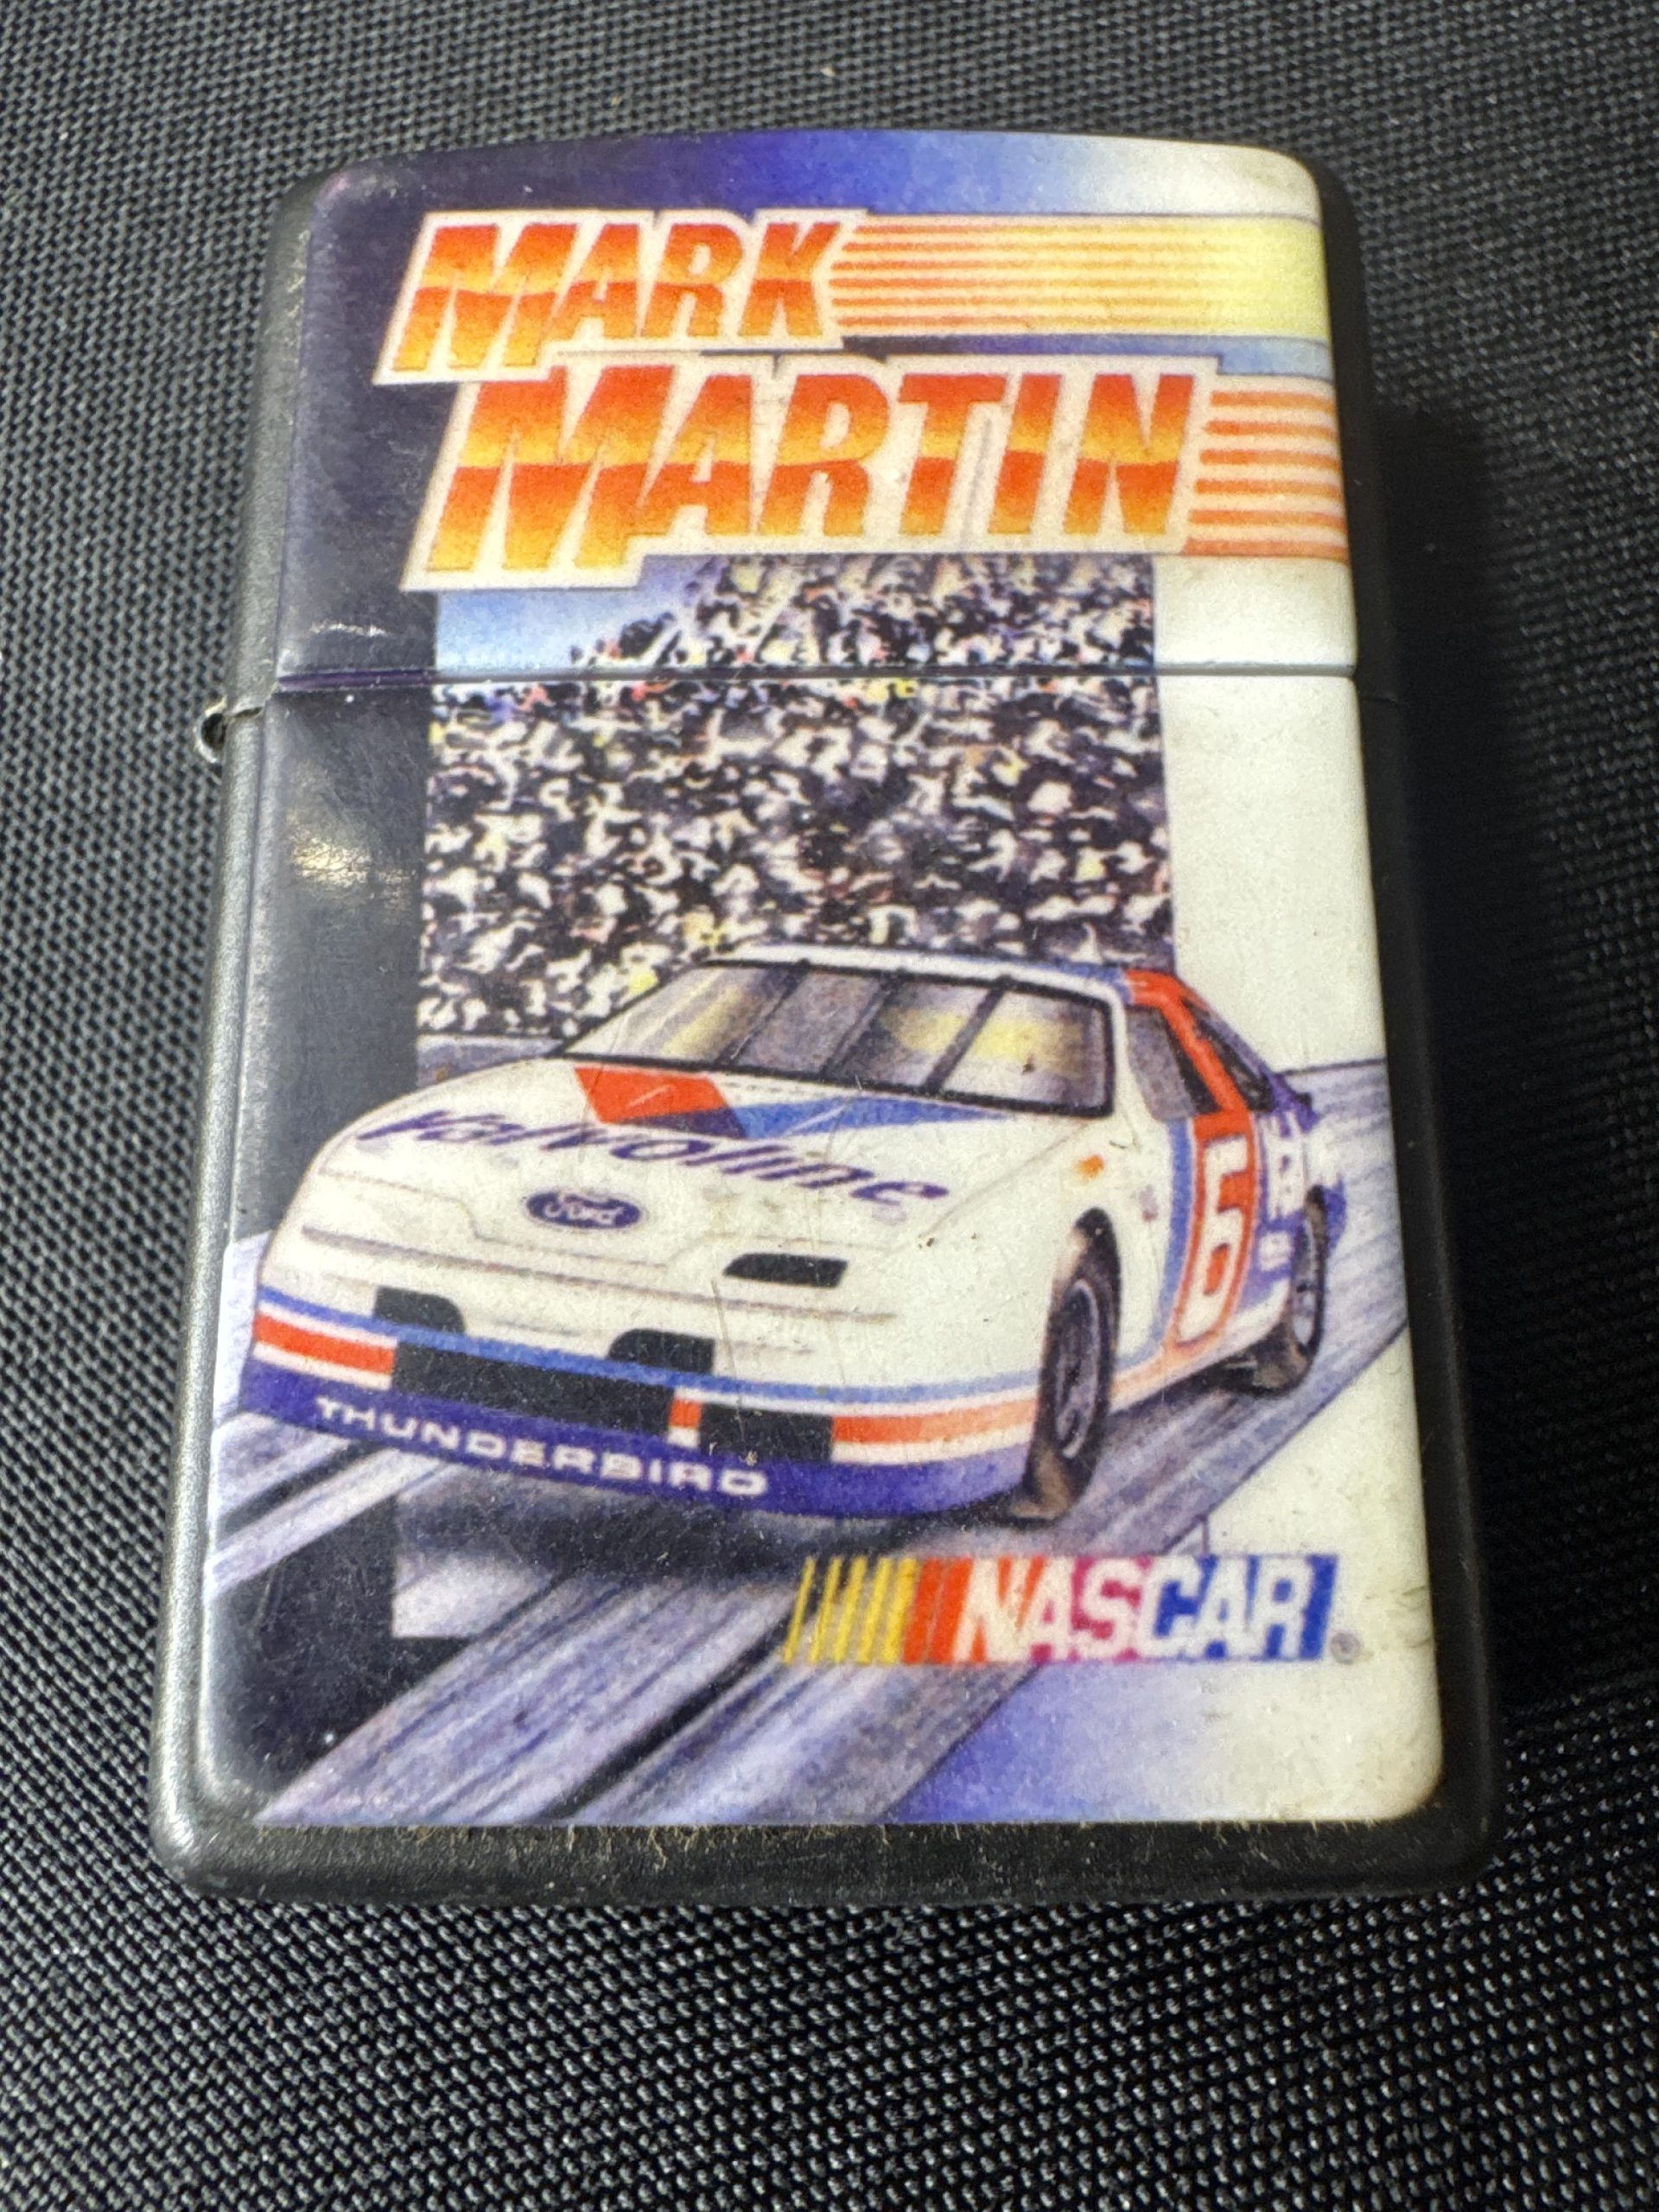 MARK
MARTIN
Valvoline
Ford
6
THUNDERBIRD
NASCAR®